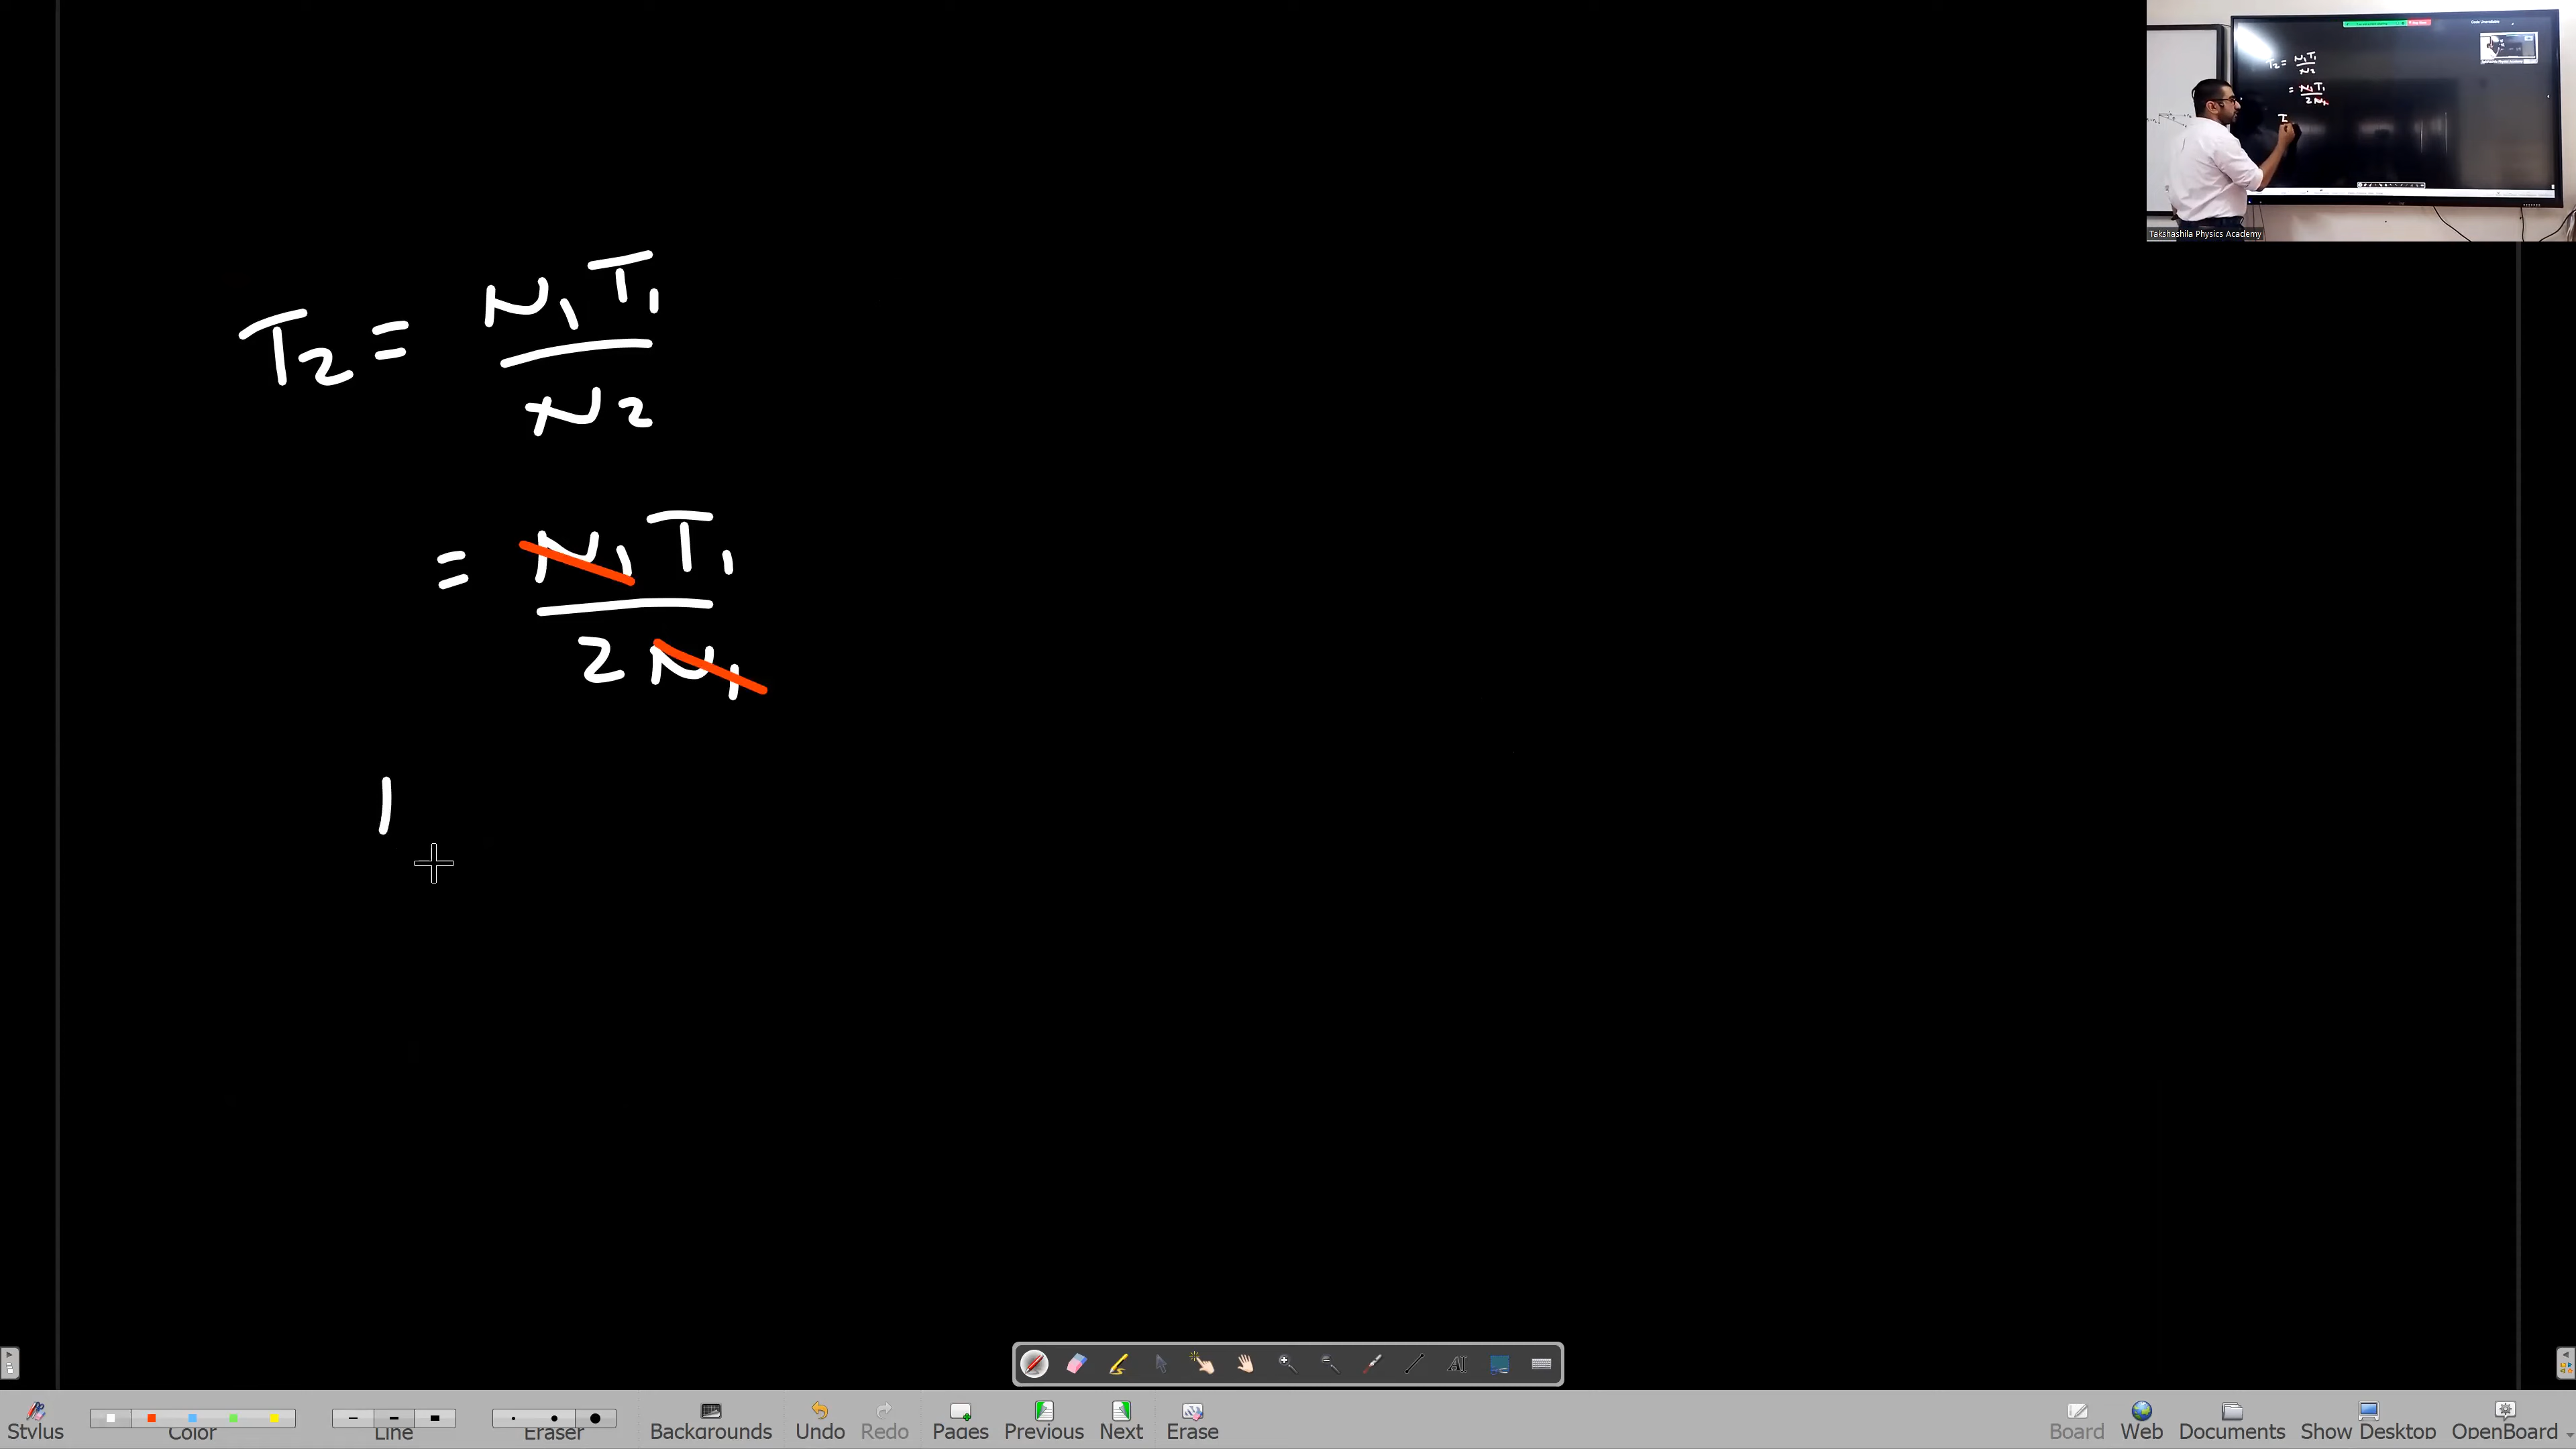 Takshashila Physics Academy
T₂ = N₁T₁
N₂
= N₁T₁
2N₁
Stylus Color Line Eraser Backgrounds Undo Redo Pages Previous Next Erase Board Web Documents Show Desktop OpenBoard